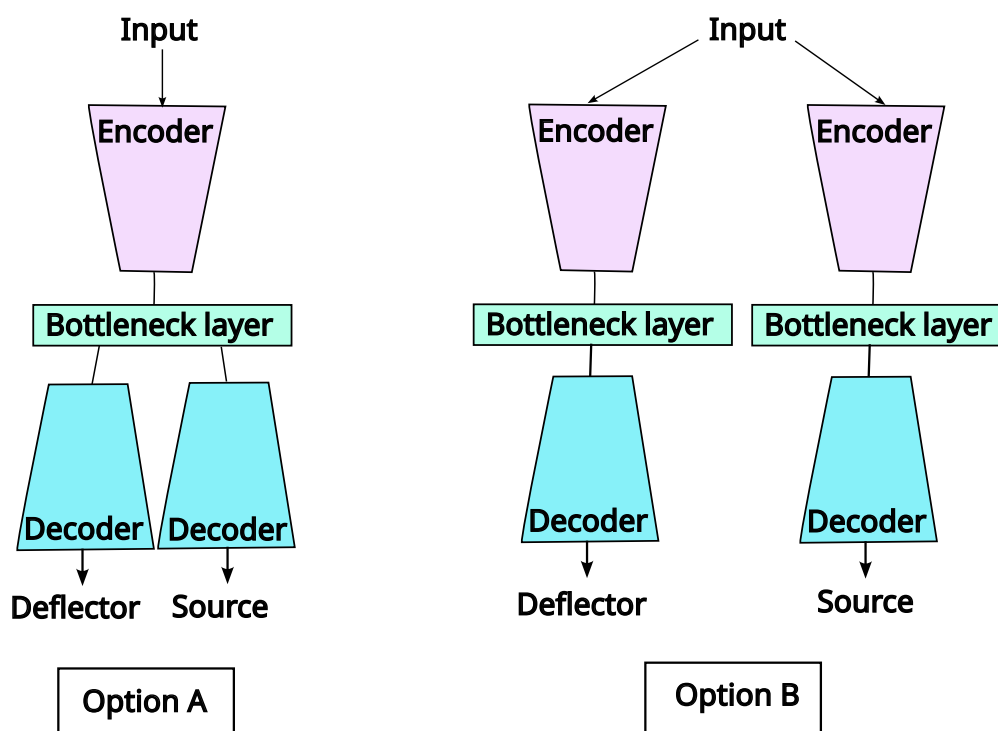 Input
Encoder
Bottleneck layer
Decoder
Decoder
Deflector
Source
Option A
Input
Encoder
Encoder
Bottleneck layer
Bottleneck layer
Decoder
Decoder
Deflector
Source
Option B